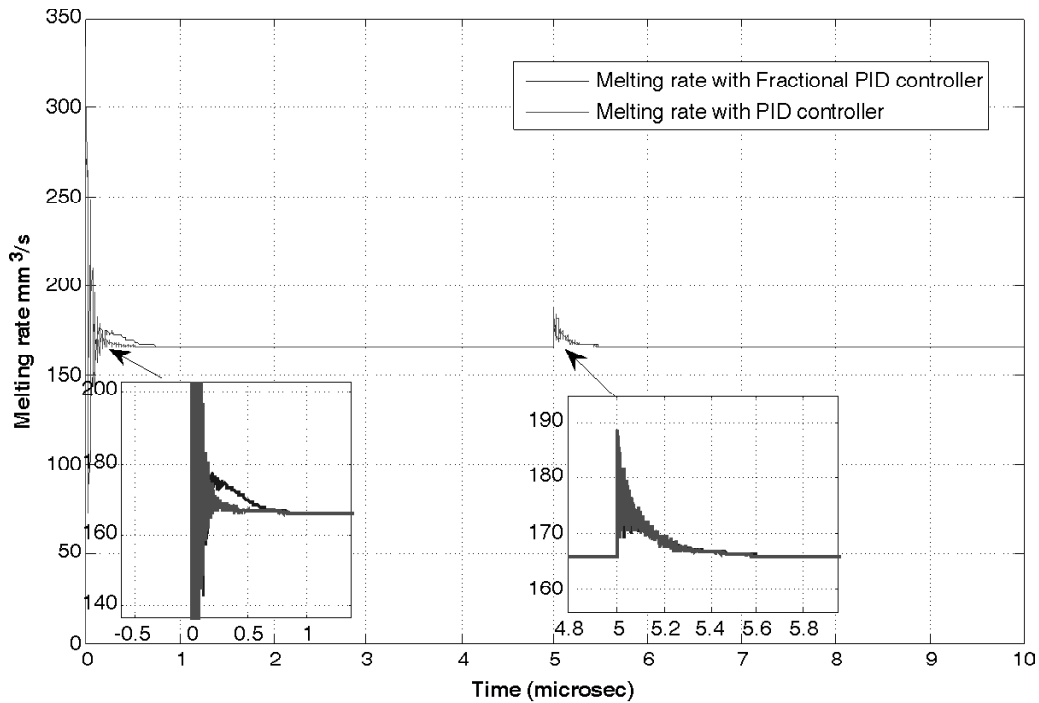 350
300
250
200
150
100
50
0
Melting rate mm³/s
Melting rate with Fractional PID controller
Melting rate with PID controller
200
180
160
140
-0.5 0 0.5 1
190
180
170
160
4.8 5 5.2 5.4 5.6 5.8
0 1 2 3 4 5 6 7 8 9 10
Time (microsec)